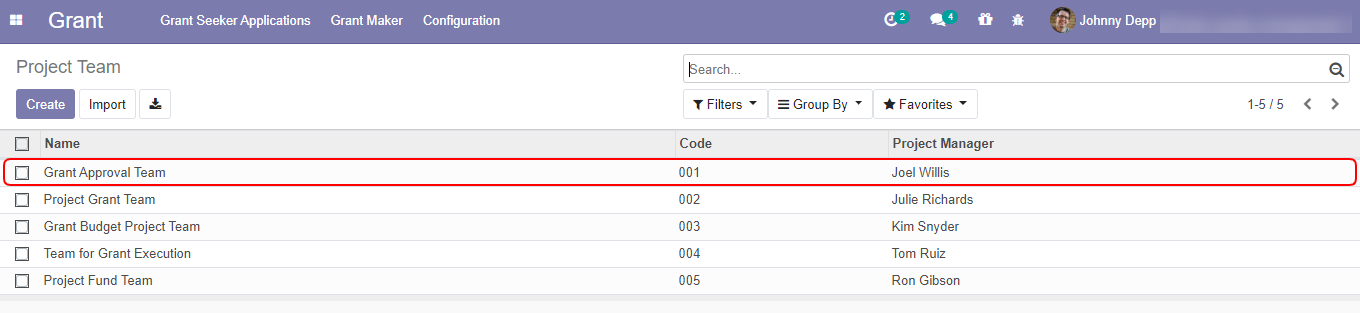 Grant Grant Seeker Applications Grant Maker Configuration 2 4 Johnny Depp
Project Team Search...
Create Import Filters Group By Favorites 1-5 / 5
Name Code Project Manager
Grant Approval Team 001 Joel Willis
Project Grant Team 002 Julie Richards
Grant Budget Project Team 003 Kim Snyder
Team for Grant Execution 004 Tom Ruiz
Project Fund Team 005 Ron Gibson